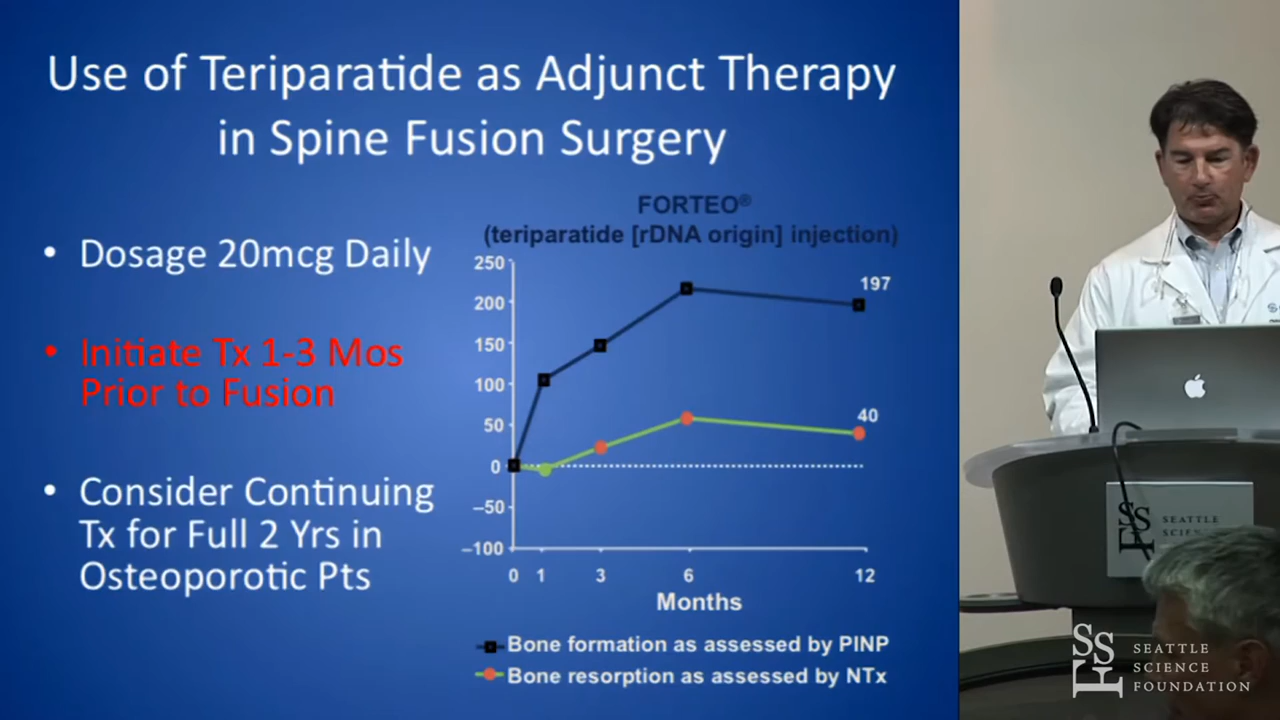 Use of Teriparatide as Adjunct Therapy
in Spine Fusion Surgery
• Dosage 20mcg Daily
• Initiate Tx 1-3 Mos
Prior to Fusion
• Consider Continuing
Tx for Full 2 Yrs in
Osteoporotic Pts
FORTEO®
(teriparatide [rDNA origin] injection)
250
200
150
100
50
0
–50
–100
197
40
0 1 3 6 12
Months
Bone formation as assessed by PINP
Bone resorption as assessed by NTx
SSF
SEATTLE
SSF
SEATTLE
SCIENCE
FOUNDATION